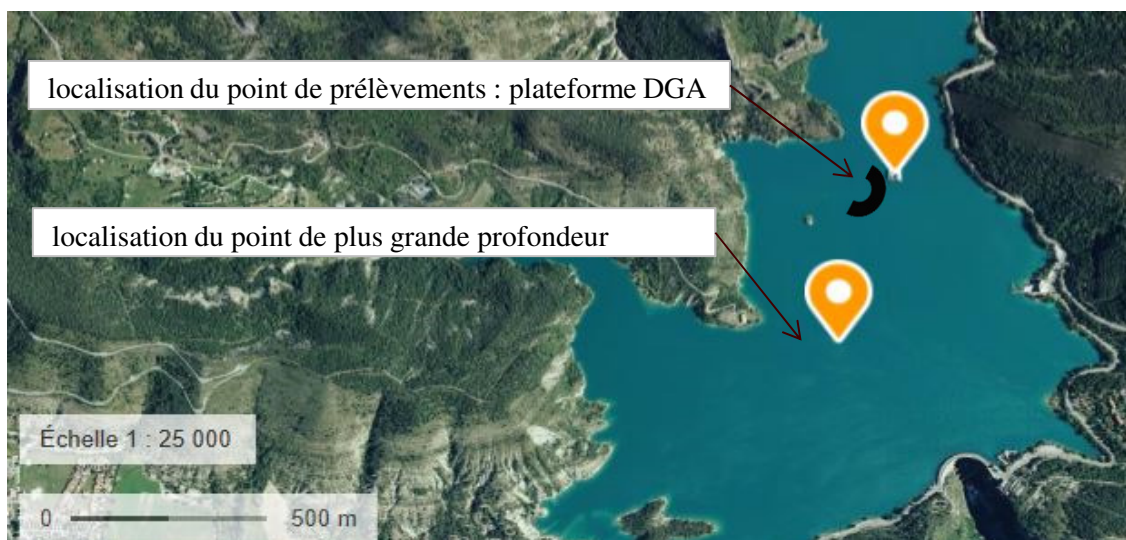 localisation du point de prélèvements : plateforme DGA
localisation du point de plus grande profondeur
Échelle 1 : 25 000
0 500 m